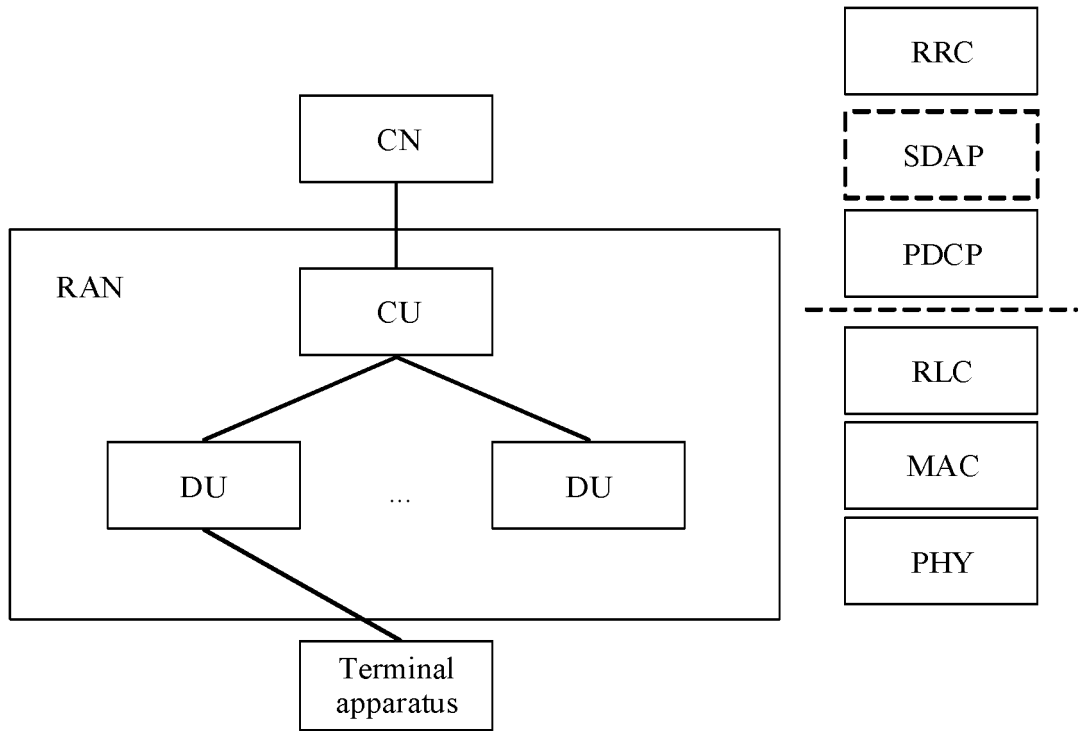 CN
RAN
CU
DU
...
DU
Terminal
apparatus
RRC
SDAP
PDCP
RLC
MAC
PHY